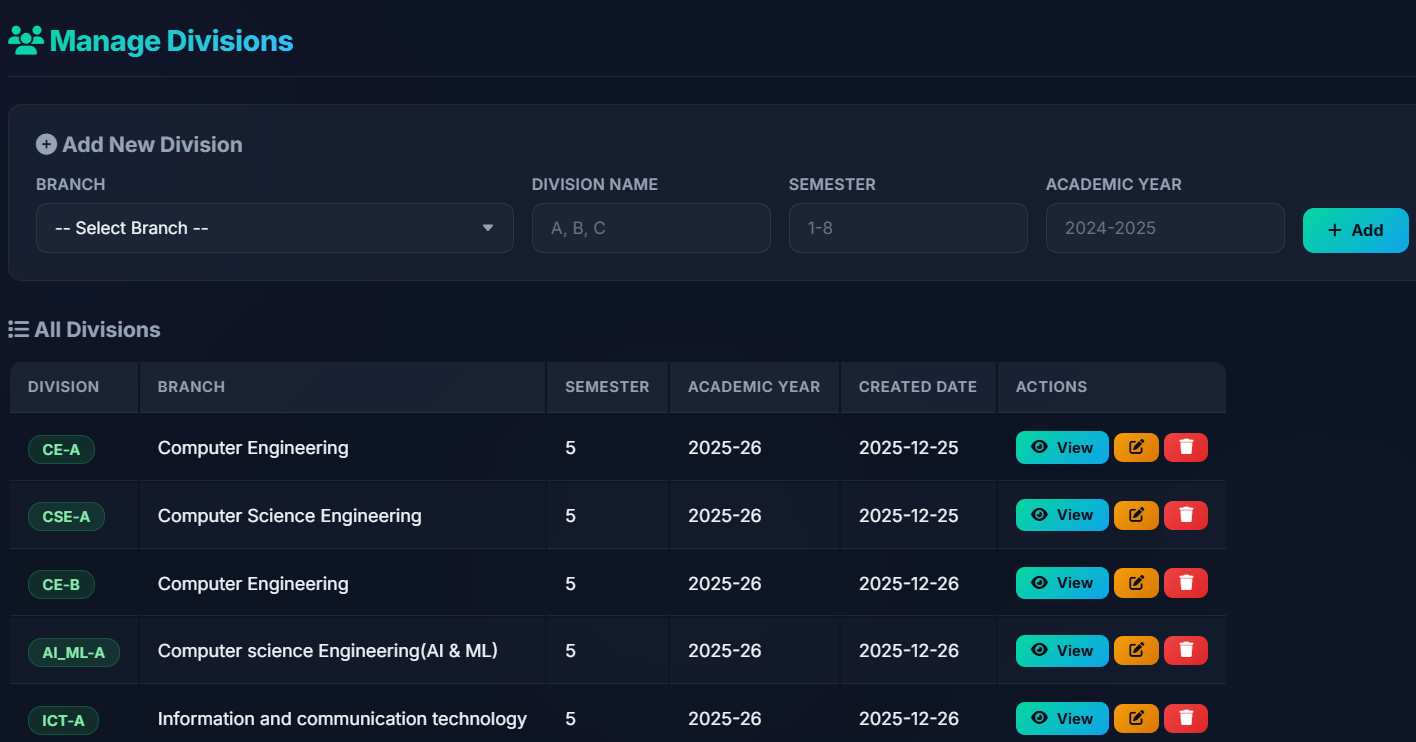 Manage Divisions
Add New Division
BRANCH DIVISION NAME SEMESTER ACADEMIC YEAR
-- Select Branch -- A, B, C 1-8 2024-2025 + Add
All Divisions
DIVISION BRANCH SEMESTER ACADEMIC YEAR CREATED DATE ACTIONS
CE-A Computer Engineering 5 2025-26 2025-12-25 View
CSE-A Computer Science Engineering 5 2025-26 2025-12-25 View
CE-B Computer Engineering 5 2025-26 2025-12-26 View
AI_ML-A Computer science Engineering(AI & ML) 5 2025-26 2025-12-26 View
ICT-A Information and communication technology 5 2025-26 2025-12-26 View